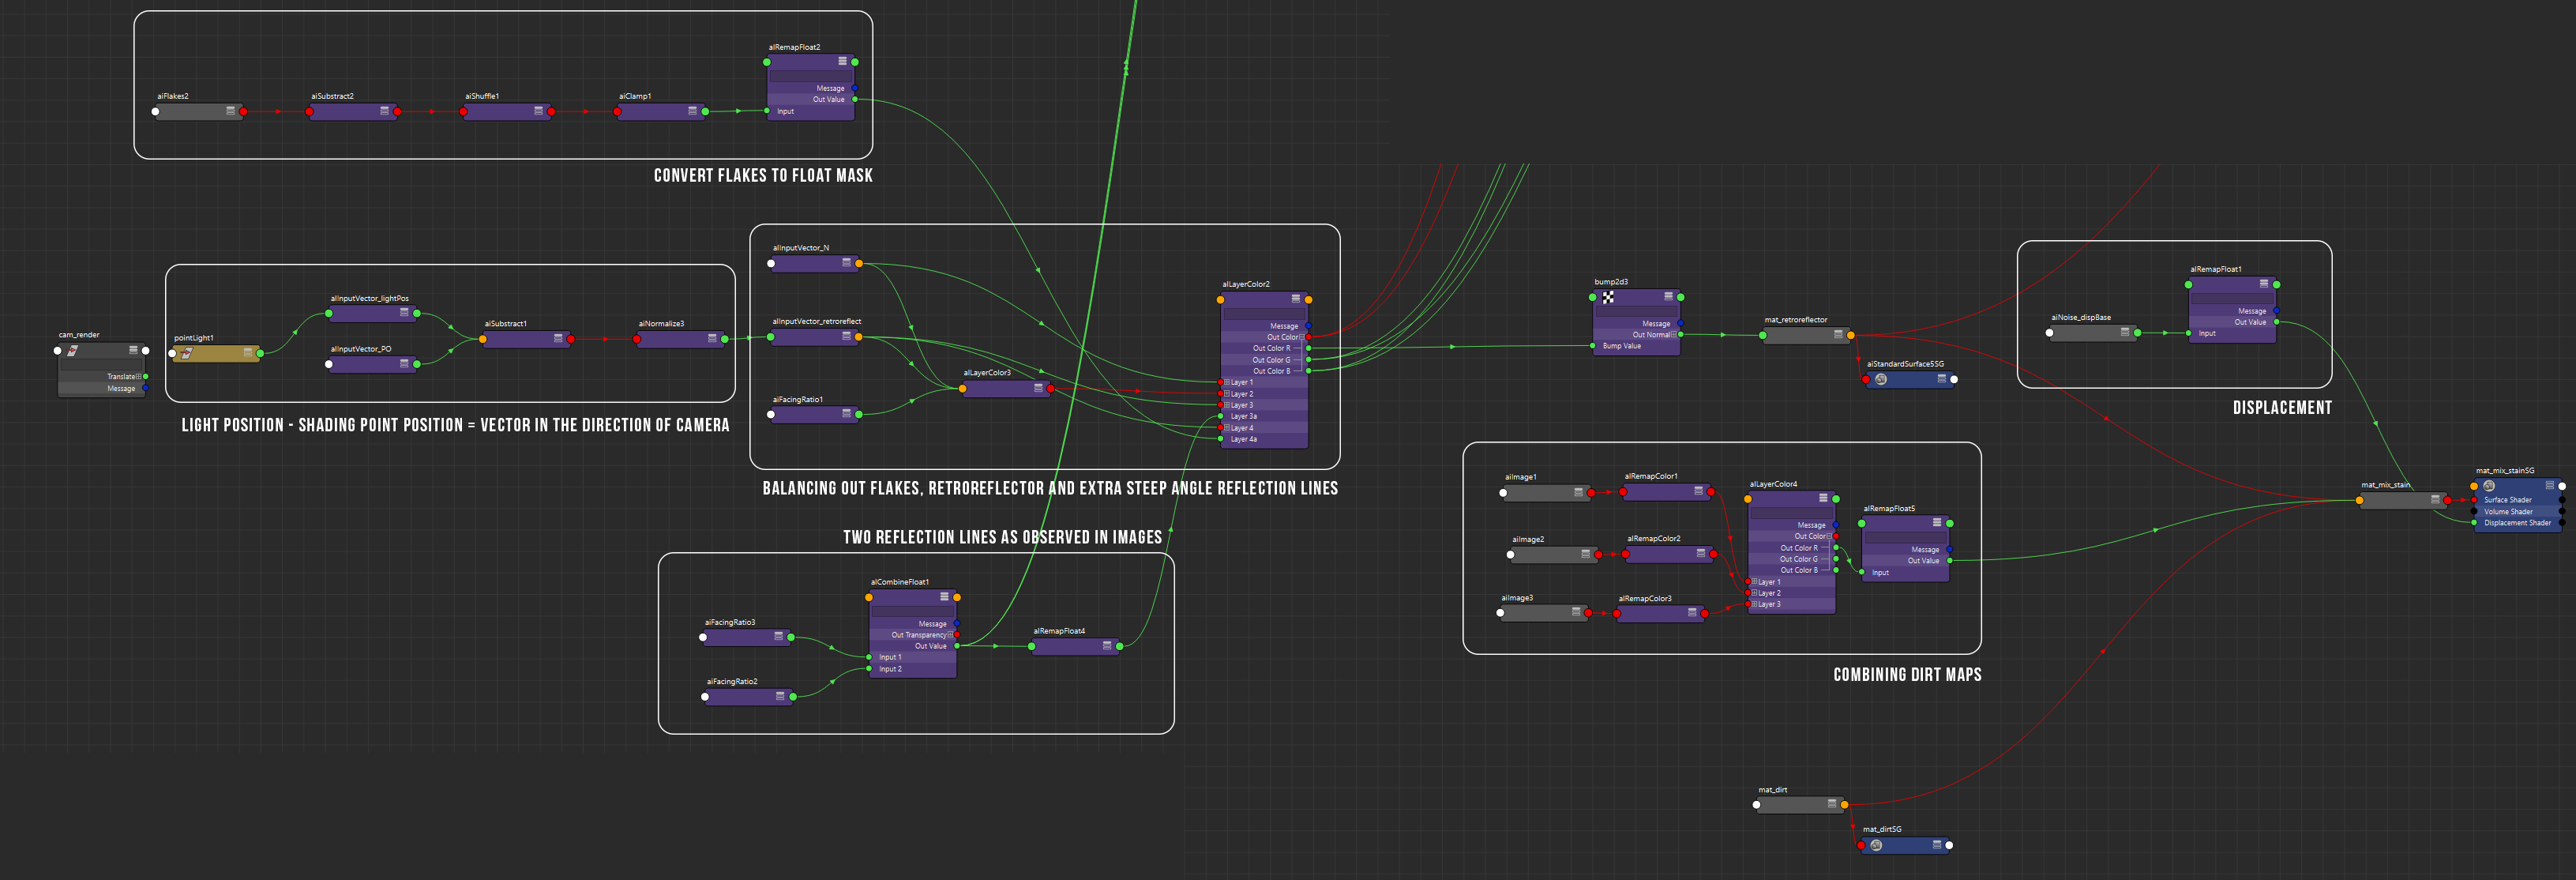 aiRemapFloat2
aiFlakes2
aiSubstract2
aiShuffle1
aiClamp1
Message
Out Value
Input
CONVERT FLAKES TO FLOAT MASK
cam_render
Translate
Message
pointLight1
aiInputVector_lightPos
aiInputVector_PO
aiSubstract1
aiNormalize3
LIGHT POSITION - SHADING POINT POSITION = VECTOR IN THE DIRECTION OF CAMERA
aiInputVector_N
aiInputVector_retroreflect
aiFacingRatio1
aiLayerColor3
aiLayerColor2
Message
Out Color
Out Color R
Out Color G
Out Color B
Layer 1
Layer 2
Layer 3
Layer 3a
Layer 4
Layer 4a
BALANCING OUT FLAKES, RETROREFLECTOR AND EXTRA STEEP ANGLE REFLECTION LINES
TWO REFLECTION LINES AS OBSERVED IN IMAGES
aiCombineFloat1
Message
Out Transparency
Out Value
Input 1
Input 2
aiFacingRatio3
aiFacingRatio2
aiRemapFloat4
bump2d3
Message
Out Normal
Bump Value
mat_retroreflector
aiStandardSurface5SG
aiRemapFloat1
aiNoise_dispBase
Message
Out Value
Input
DISPLACEMENT
aiImage1
aiRemapColor1
aiImage2
aiRemapColor2
aiImage3
aiRemapColor3
aiLayerColor4
Message
Out Color
Out Color R
Out Color G
Out Color B
Layer 1
Layer 2
Layer 3
aiRemapFloat5
Message
Out Value
Input
COMBINING DIRT MAPS
mat_mix_stain
mat_mix_stainSG
Surface Shader
Volume Shader
Displacement Shader
mat_dirt
mat_dirtSG